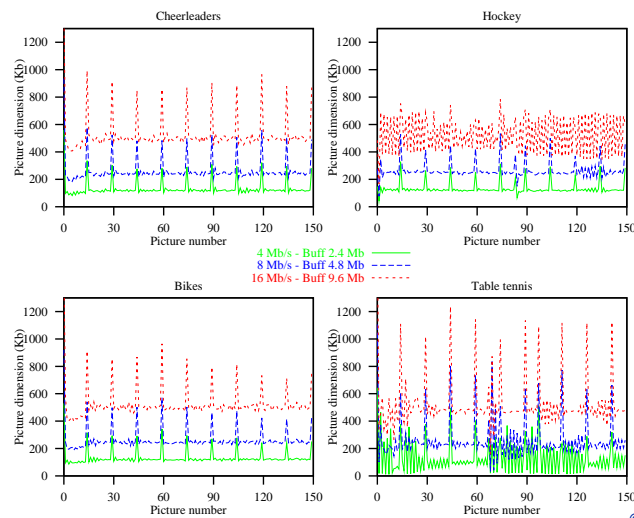 Cheerleaders
Hockey
Picture dimension (Kb)
1200
1000
800
600
400
200
0
0 30 60 90 120 150
Picture number
Picture dimension (Kb)
1200
1000
800
600
400
200
0
0 30 60 90 120 150
Picture number
4 Mb/s - Buff 2.4 Mb
8 Mb/s - Buff 4.8 Mb
16 Mb/s - Buff 9.6 Mb
Bikes
Table tennis
Picture dimension (Kb)
1200
1000
800
600
400
200
0
0 30 60 90 120 150
Picture number
Picture dimension (Kb)
1200
1000
800
600
400
200
0
0 30 60 90 120 150
Picture number